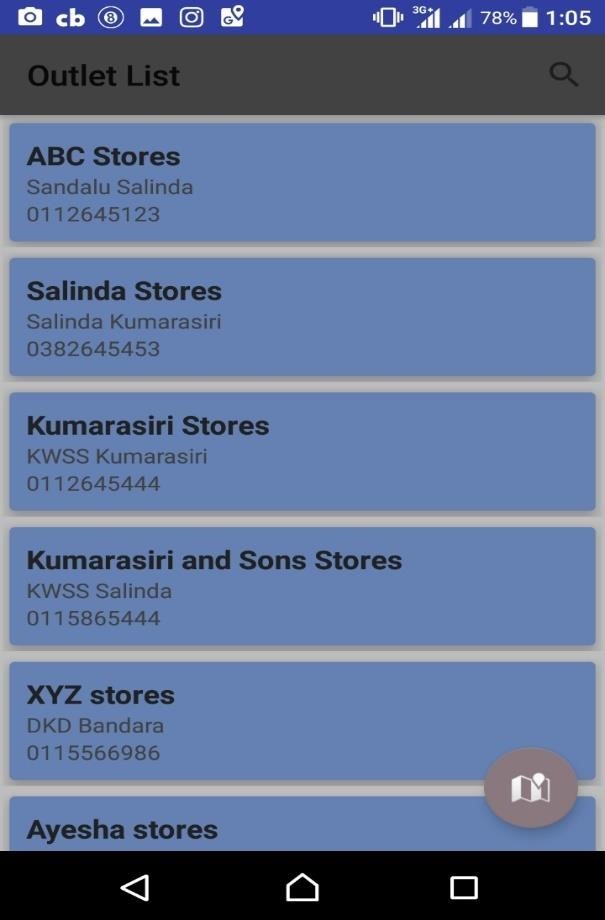 cb 8 G 3G+ 78% 1:05
Outlet List
ABC Stores
Sandalu Salinda
0112645123
Salinda Stores
Salinda Kumarasiri
0382645453
Kumarasiri Stores
KWSS Kumarasiri
0112645444
Kumarasiri and Sons Stores
KWSS Salinda
0115865444
XYZ stores
DKD Bandara
0115566986
Ayesha stores